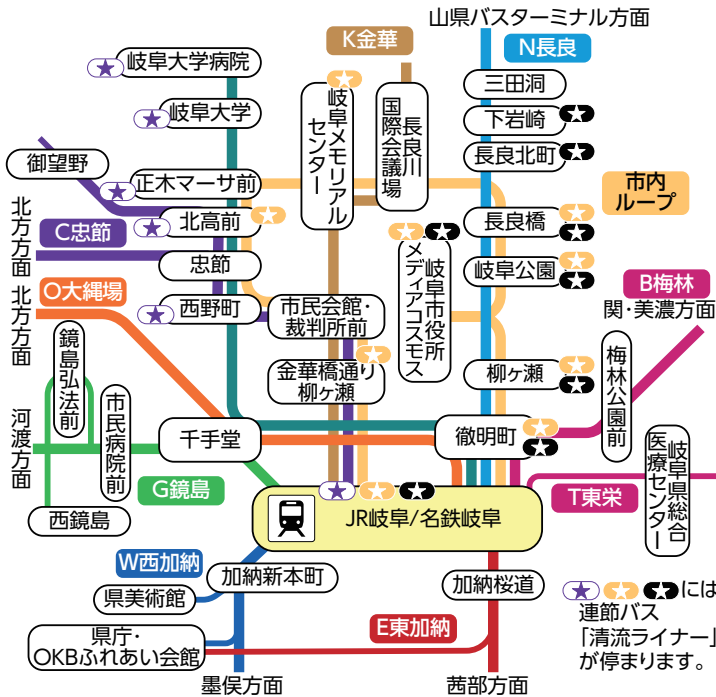 山県バスターミナル方面
K金華
N長良
岐阜大学病院
三田洞
岐阜大学
岐阜メモリアル
センター
長良川
国際会議場
下岩崎
長良北町
御望野
正木マーサ前
市内
ループ
北方方面
C忠節
北高前
長良橋
忠節
岐阜市役所
メディアコスモス
岐阜公園
B梅林
関・美濃方面
北方方面
O大縄場
西野町
市民会館・
裁判所前
鏡島弘法前
金華橋通り
柳ヶ瀬
柳ヶ瀬
梅林公園前
河渡方面
市民病院前
千手堂
徹明町
岐阜県総合
医療センター
G鏡島
西鏡島
JR岐阜/名鉄岐阜
T東栄
W西加納
加納新本町
加納桜道
県美術館
県庁・
OKBふれあい会館
E東加納
には
連節バス
「清流ライナー」
が停まります。
墨俣方面
茜部方面